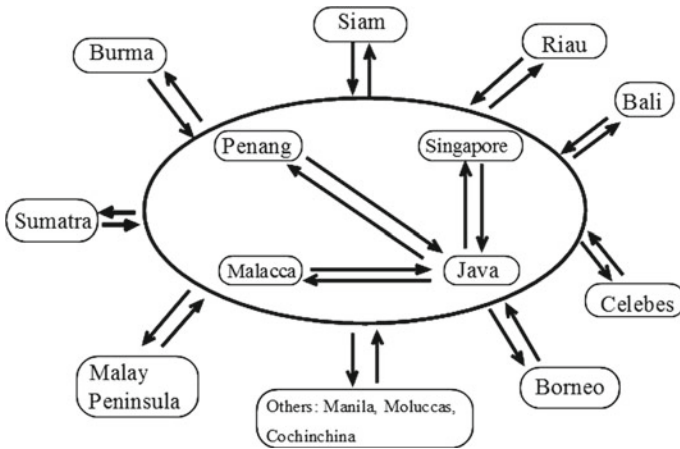 Siam
Burma
Riau
Bali
Penang
Singapore
Sumatra
Malacca
Java
Celebes
Malay
Peninsula
Borneo
Others: Manila, Moluccas,
Cochinchina